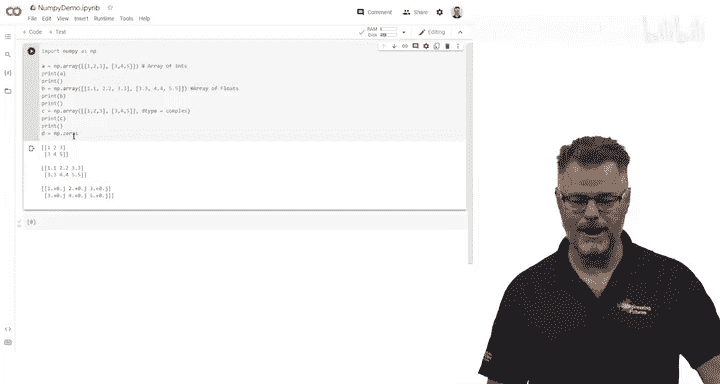 NumpyDemo.ipynb
File Edit View Insert Runtime Tools Help
Comment Share
+ Code + Text
RAM
Disk
Editing
import numpy as np
a = np.array([[1,2,3], [3,4,5]]) # Array of ints
print(a)
print()
b = np.array([[1.1, 2.2, 3.3], [3.3, 4.4, 5.5]]) #Array of Floats
print(b)
print()
c = np.array([[1,2,3], [3,4,5]], dtype = complex)
print(c)
print()
d = np.zeros
[[1 2 3]
[3 4 5]]
[[1.1 2.2 3.3]
[3.3 4.4 5.5]]
[[1.+0.j 2.+0.j 3.+0.j]
[3.+0.j 4.+0.j 5.+0.j]]
Futures